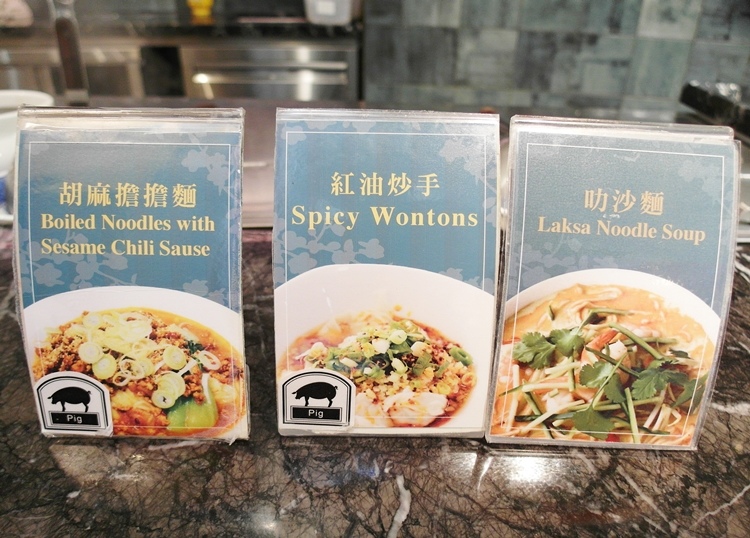 胡麻擔擔麵
Boiled Noodles with
Sesame Chili Sause
Pig
紅油炒手
Spicy Wontons
Pig
叻沙麵
Laksa Noodle Soup